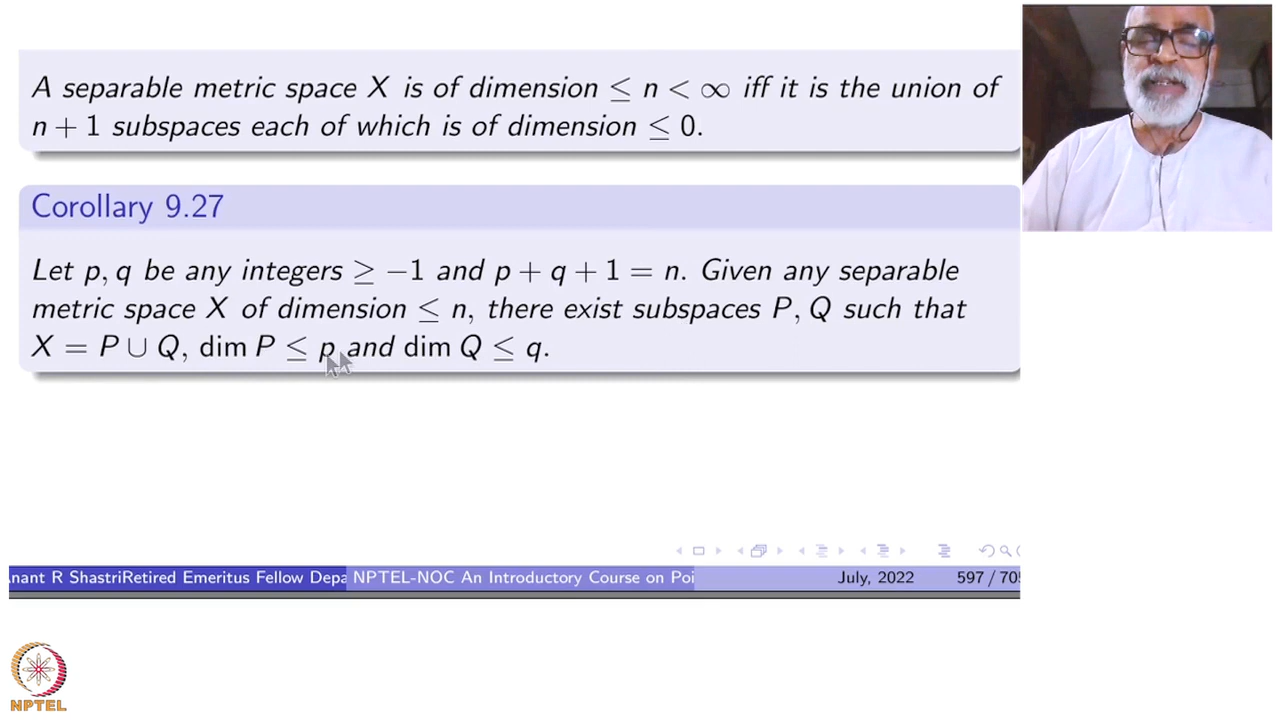 A separable metric space X is of dimension ≤ n < ∞ iff it is the union of
n + 1 subspaces each of which is of dimension ≤ 0.
Corollary 9.27
Let p, q be any integers ≥ −1 and p + q + 1 = n. Given any separable
metric space X of dimension ≤ n, there exist subspaces P, Q such that
X = P ∪ Q, dim P ≤ p and dim Q ≤ q.
nant R ShastriRetired Emeritus Fellow Depa NPTEL-NOC An Introductory Course on Poi July, 2022 597 / 705
NPTEL